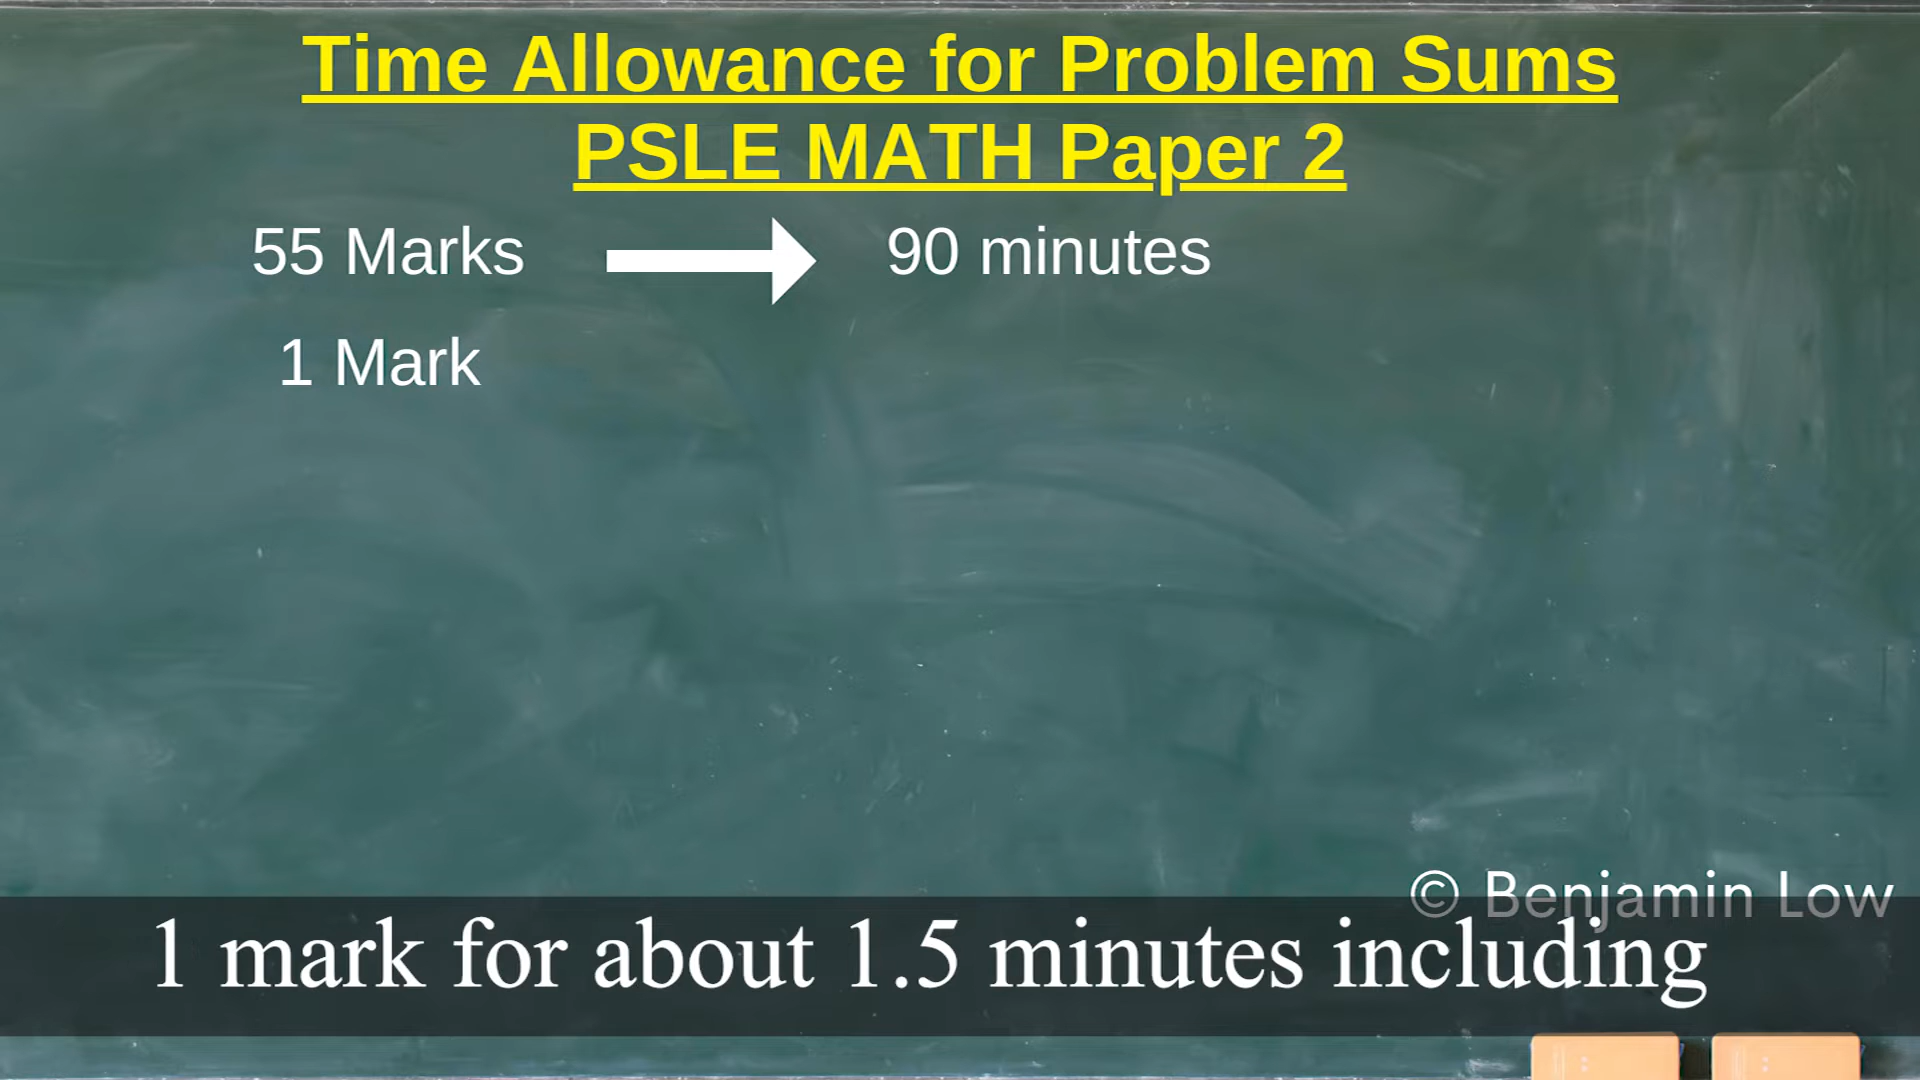 Time Allowance for Problem Sums
PSLE MATH Paper 2
55 Marks 90 minutes
1 Mark
© Benjamin Low
1 mark for about 1.5 minutes including